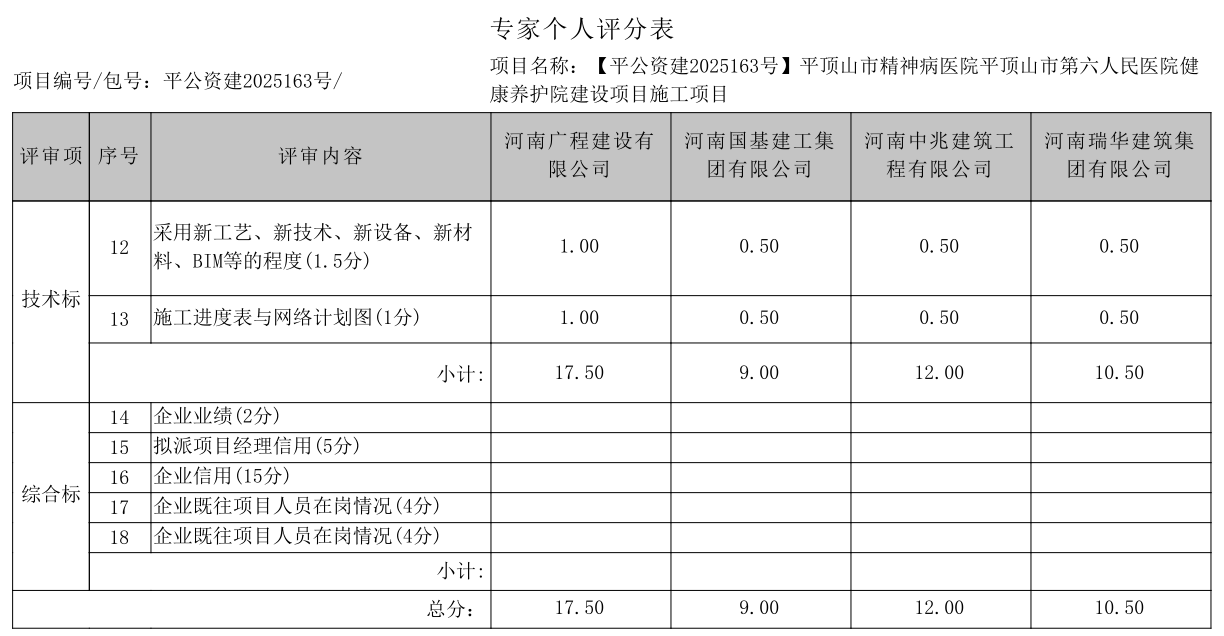 专家个人评分表
项目编号/包号：平公资建2025163号/
项目名称：【平公资建2025163号】平顶山市精神病医院平顶山市第六人民医院健
康养护院建设项目施工项目
评审项 序号 评审内容 河南广程建设有限公司 河南国基建工集团有限公司 河南中兆建筑工程有限公司 河南瑞华建筑集团有限公司
技术标
12 采用新工艺、新技术、新设备、新材料、BIM等的程度(1.5分) 1.00 0.50 0.50 0.50
13 施工进度表与网络计划图(1分) 1.00 0.50 0.50 0.50
小计: 17.50 9.00 12.00 10.50
综合标
14 企业业绩(2分)
15 拟派项目经理信用(5分)
16 企业信用(15分)
17 企业既往项目人员在岗情况(4分)
18 企业既往项目人员在岗情况(4分)
小计:
总分： 17.50 9.00 12.00 10.50